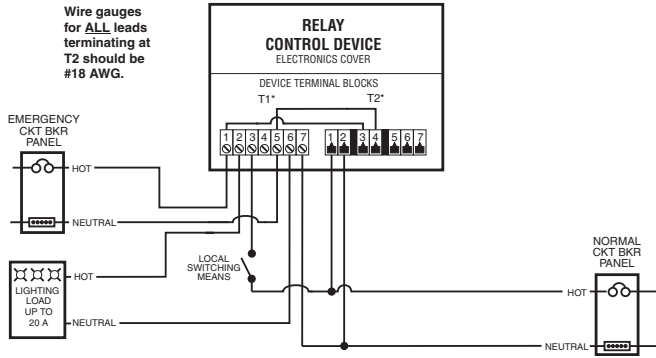 Wire gauges
for ALL leads
terminating at
T2 should be
#18 AWG.
RELAY
CONTROL DEVICE
ELECTRONICS COVER
DEVICE TERMINAL BLOCKS
T1* T2*
1 2 3 4 5 6 7 1 2 3 4 5 6 7
EMERGENCY
CKT BKR
PANEL
HOT
NEUTRAL
LOCAL
SWITCHING
MEANS
HOT
LIGHTING
LOAD
UP TO
20 A
NEUTRAL
NORMAL
CKT BKR
PANEL
HOT
NEUTRAL